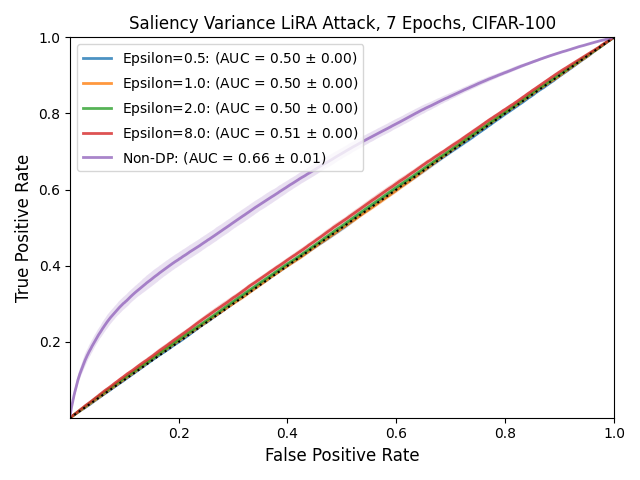 Saliency Variance LiRA Attack, 7 Epochs, CIFAR-100
1.0
0.8
0.6
0.4
0.2
True Positive Rate
Epsilon=0.5: (AUC = 0.50 ± 0.00)
Epsilon=1.0: (AUC = 0.50 ± 0.00)
Epsilon=2.0: (AUC = 0.50 ± 0.00)
Epsilon=8.0: (AUC = 0.51 ± 0.00)
Non-DP: (AUC = 0.66 ± 0.01)
0.2 0.4 0.6 0.8 1.0
False Positive Rate